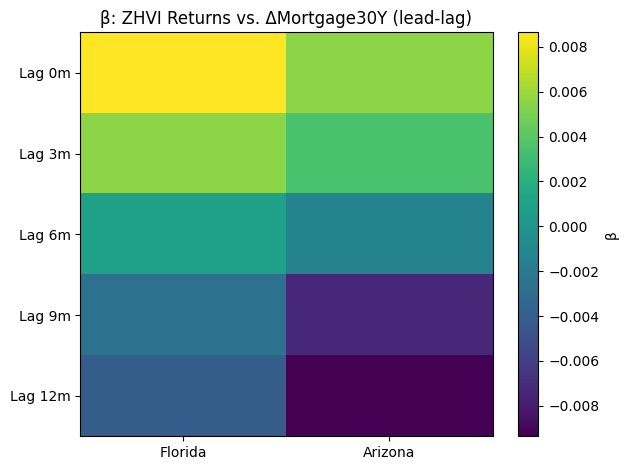 β: ZHVI Returns vs. ΔMortgage30Y (lead-lag)
Lag 0m
Lag 3m
Lag 6m
Lag 9m
Lag 12m
Florida
Arizona
0.008
0.006
0.004
0.002
0.000
−0.002
−0.004
−0.006
−0.008
β